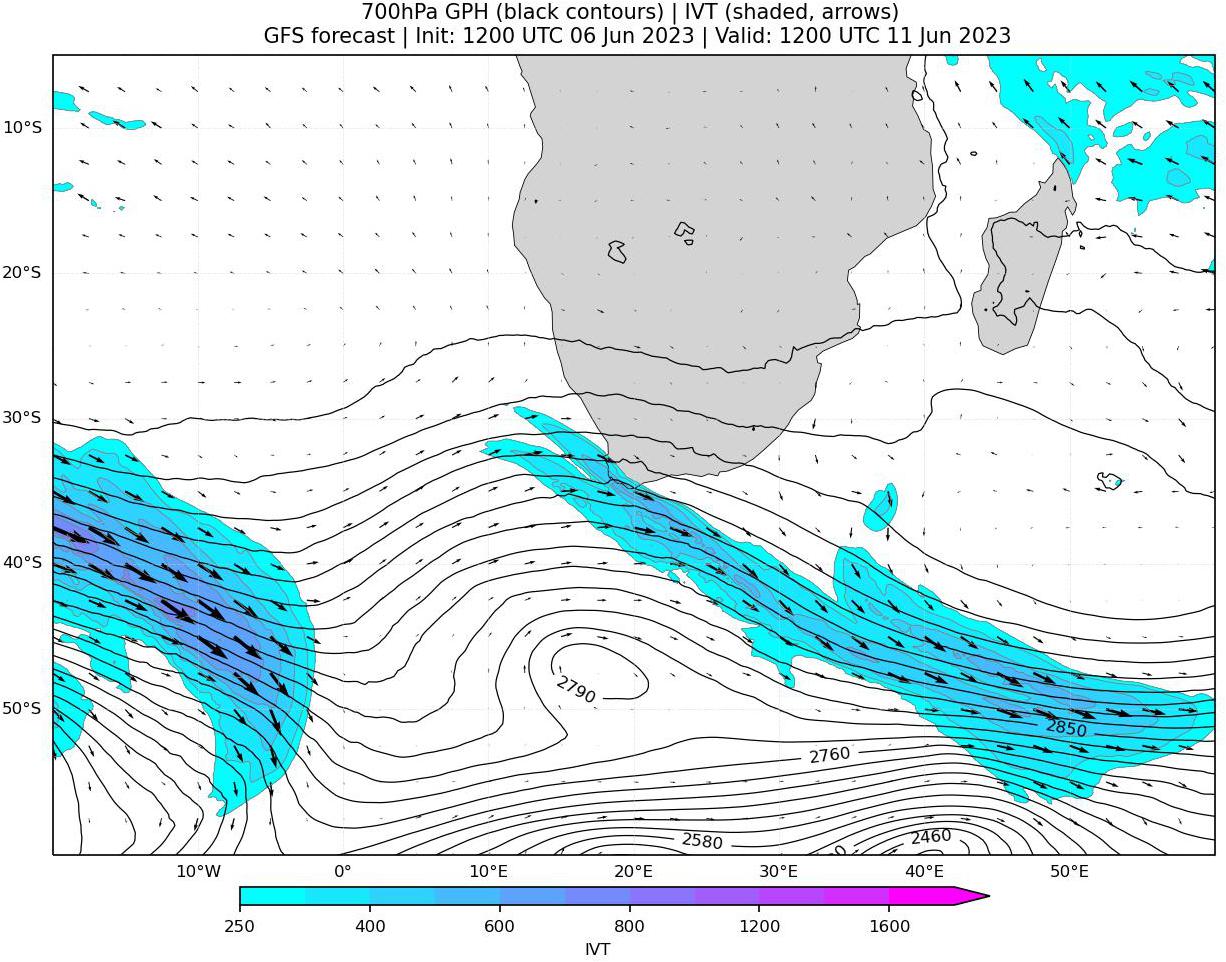 700hPa GPH (black contours) | IVT (shaded, arrows)
GFS forecast | Init: 1200 UTC 06 Jun 2023 | Valid: 1200 UTC 11 Jun 2023
10°S
20°S
30°S
40°S
50°S
2790
2850
2760
2580
2460
10°W 0° 10°E 20°E 30°E 40°E 50°E
250 400 600 800 1200 1600
IVT